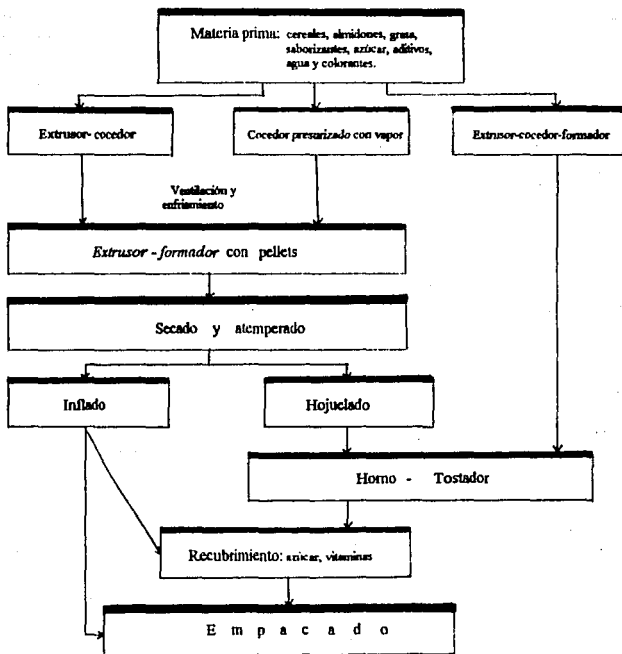 Materia prima: cereales, almidones, grasa,
saborizantes, azúcar, aditivos,
agua y colorantes.
Extrusor-cocedor
Cocedor presurizado con vapor
Extrusor-cocedor-formador
Ventilación y
enfriamiento
Extrusor-formador con pellets
Secado y atemperado
Inflado
Hojuelado
Horno - Tostador
Recubrimiento: azúcar, vitaminas
Empacado